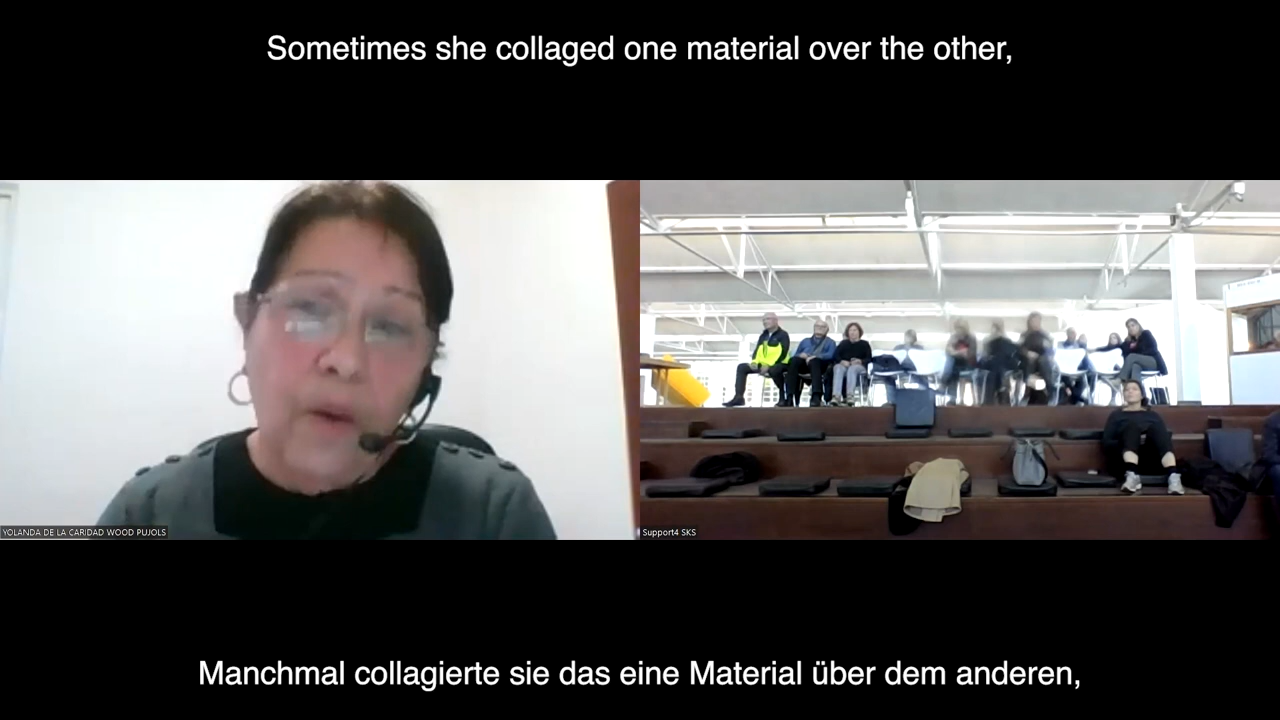 Sometimes she collaged one material over the other,
YOLANDA DE LA CARIDAD WOOD PUJOLS
Support4 SKS
Manchmal collagierte sie das eine Material über dem anderen,